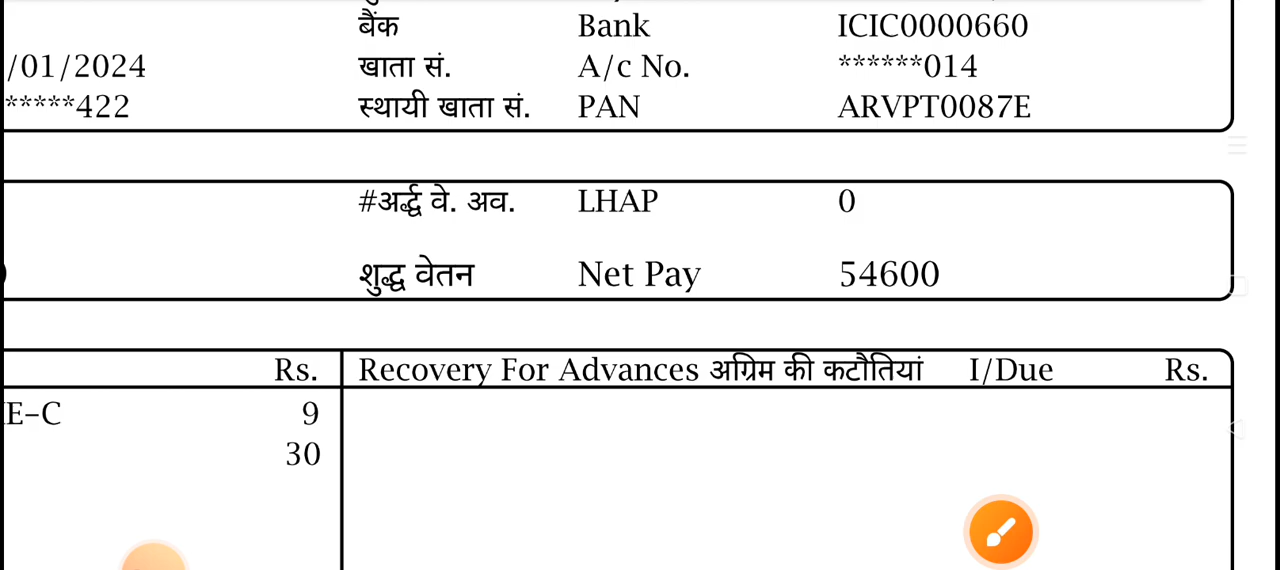 बैंक Bank ICIC0000660
/01/2024 खाता सं. A/c No. ******014
*****422 स्थायी खाता सं. PAN ARVPT0087E
#अर्द्ध वे. अव. LHAP 0
शुद्ध वेतन Net Pay 54600
Rs. Recovery For Advances अग्रिम की कटौतियां I/Due Rs.
E-C 9
30